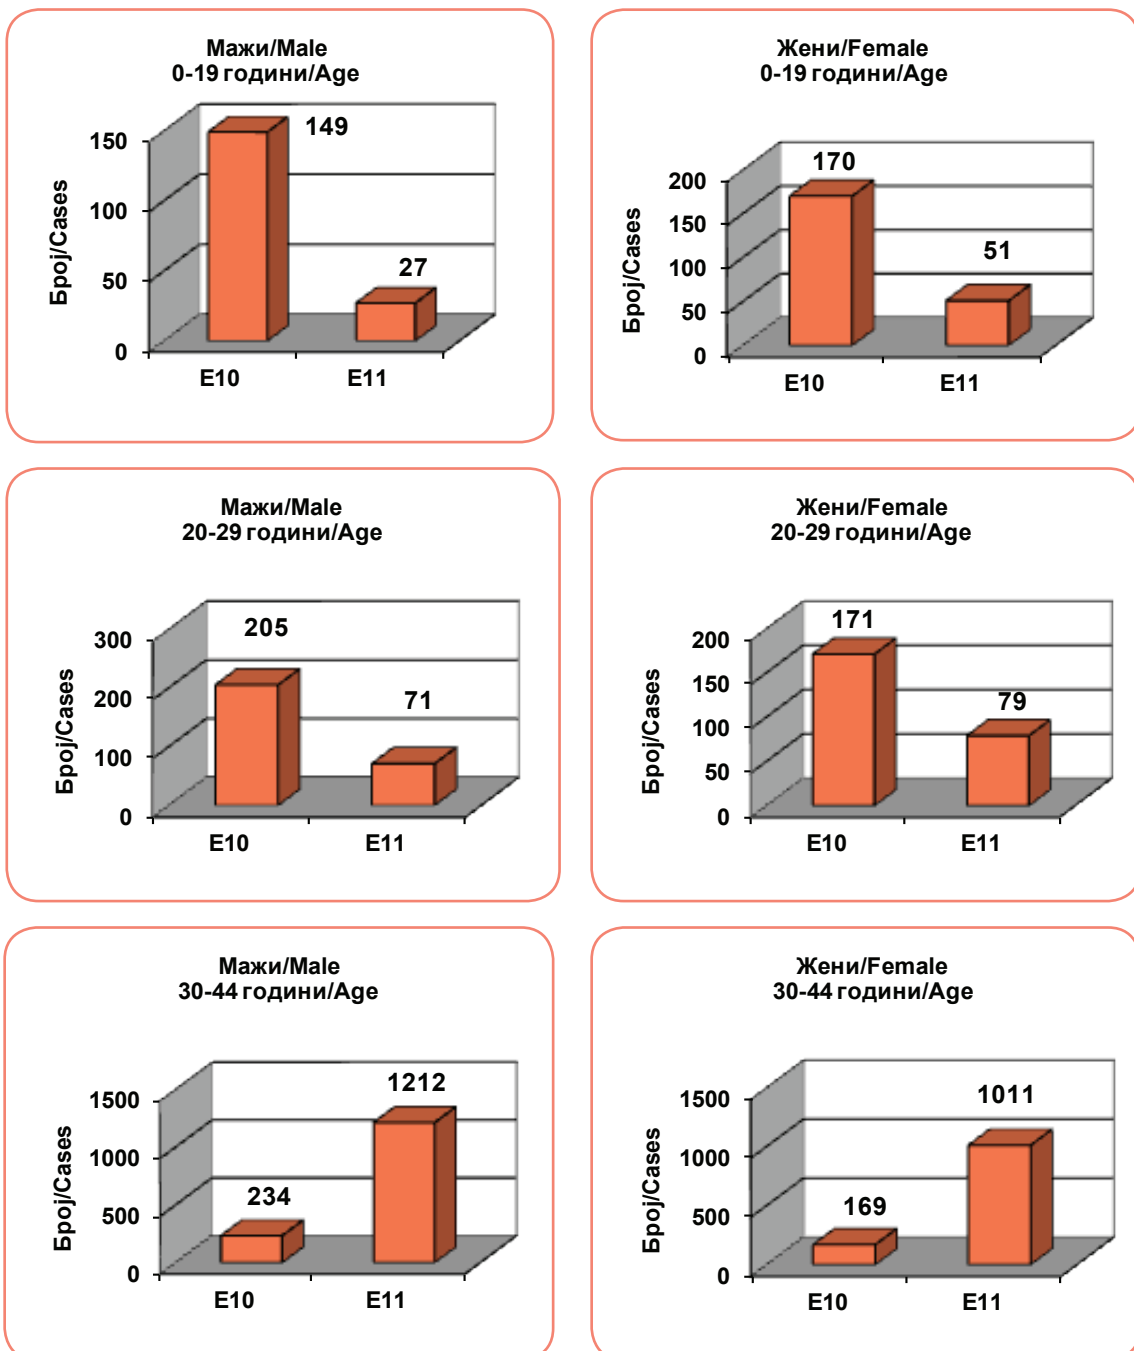 Мажи/Male
0-19 години/Age
Број/Cases
150
100
50
0
149
27
E10
E11
Жени/Female
0-19 години/Age
Број/Cases
200
150
100
50
0
170
51
E10
E11
Мажи/Male
20-29 години/Age
Број/Cases
300
200
100
0
205
71
E10
E11
Жени/Female
20-29 години/Age
Број/Cases
200
150
100
50
0
171
79
E10
E11
Мажи/Male
30-44 години/Age
Број/Cases
1500
1000
500
0
234
1212
E10
E11
Жени/Female
30-44 години/Age
Број/Cases
1500
1000
500
0
169
1011
E10
E11